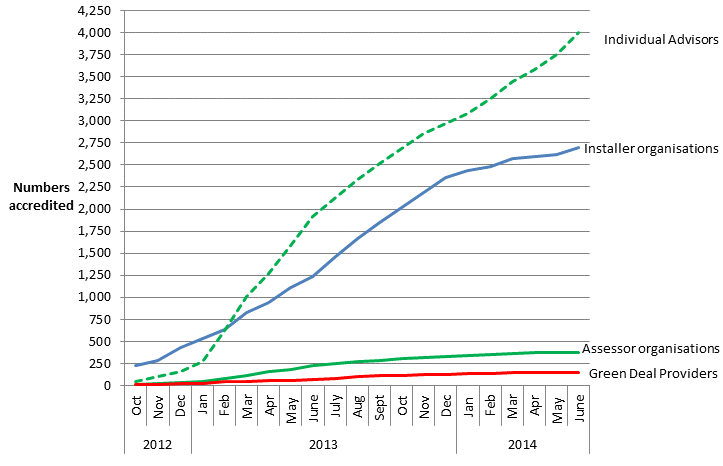 4,250
4,000
3,750
3,500
3,250
3,000
2,750
2,500
2,250
2,000
1,750
1,500
1,250
1,000
750
500
250
0
Numbers
accredited
Individual Advisors
Installer organisations
Assessor organisations
Green Deal Providers
Oct Nov Dec Jan Feb Mar Apr May June July Aug Sept Oct Nov Dec Jan Feb Mar Apr May June
2012 2013 2014